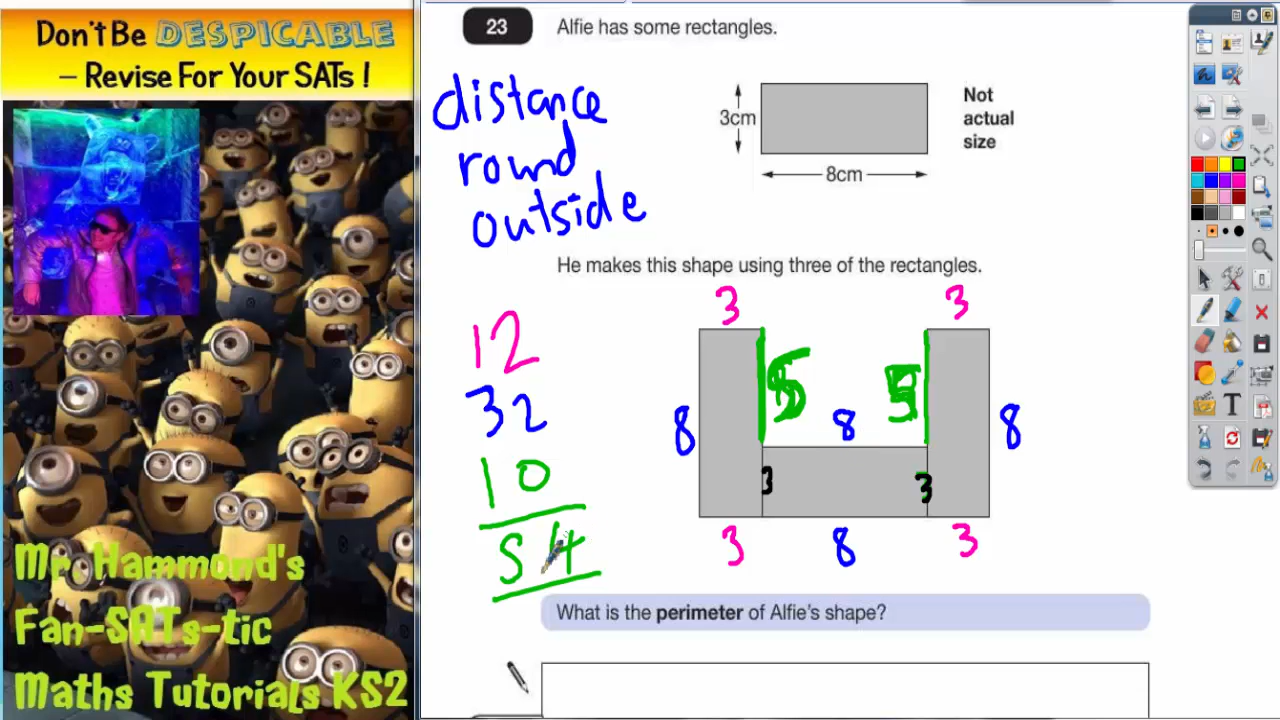 Don't Be DESPICABLE
– Revise For Your SATs !
Mr. Hammond's
Fan-SATs-tic
Maths Tutorials KS2
23 Alfie has some rectangles.
distance
round
outside
3cm
8cm
Not
actual
size
He makes this shape using three of the rectangles.
3 3
12
32
10
54
5 5
8 8 8
3 3
3 8 3
What is the perimeter of Alfie's shape?